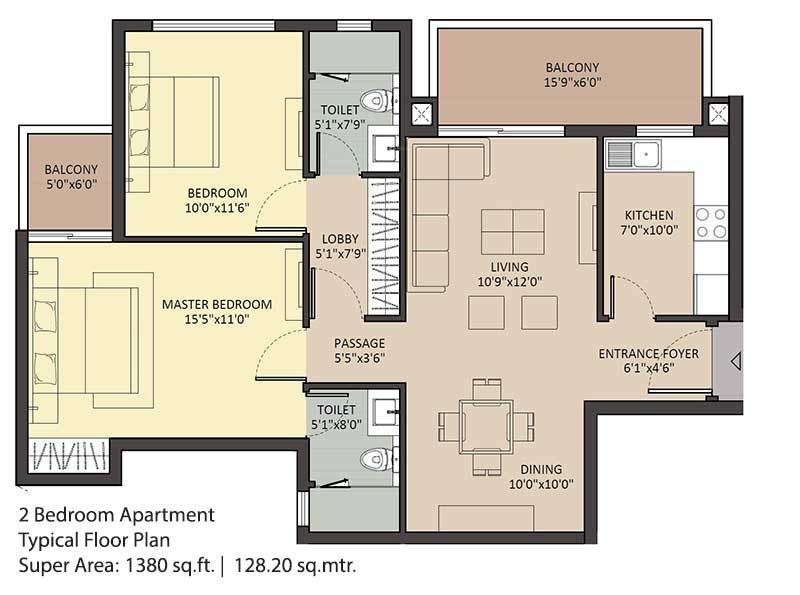 BALCONY
15'9"x6'0"
TOILET
5'1"x7'9"
BALCONY
5'0"x6'0"
BEDROOM
10'0"x11'6"
KITCHEN
7'0"x10'0"
LOBBY
5'1"x7'9"
LIVING
10'9"x12'0"
MASTER BEDROOM
15'5"x11'0"
PASSAGE
5'5"x3'6"
ENTRANCE FOYER
6'1"x4'6"
TOILET
5'1"x8'0"
DINING
10'0"x10'0"
2 Bedroom Apartment
Typical Floor Plan
Super Area: 1380 sq.ft. | 128.20 sq.mtr.